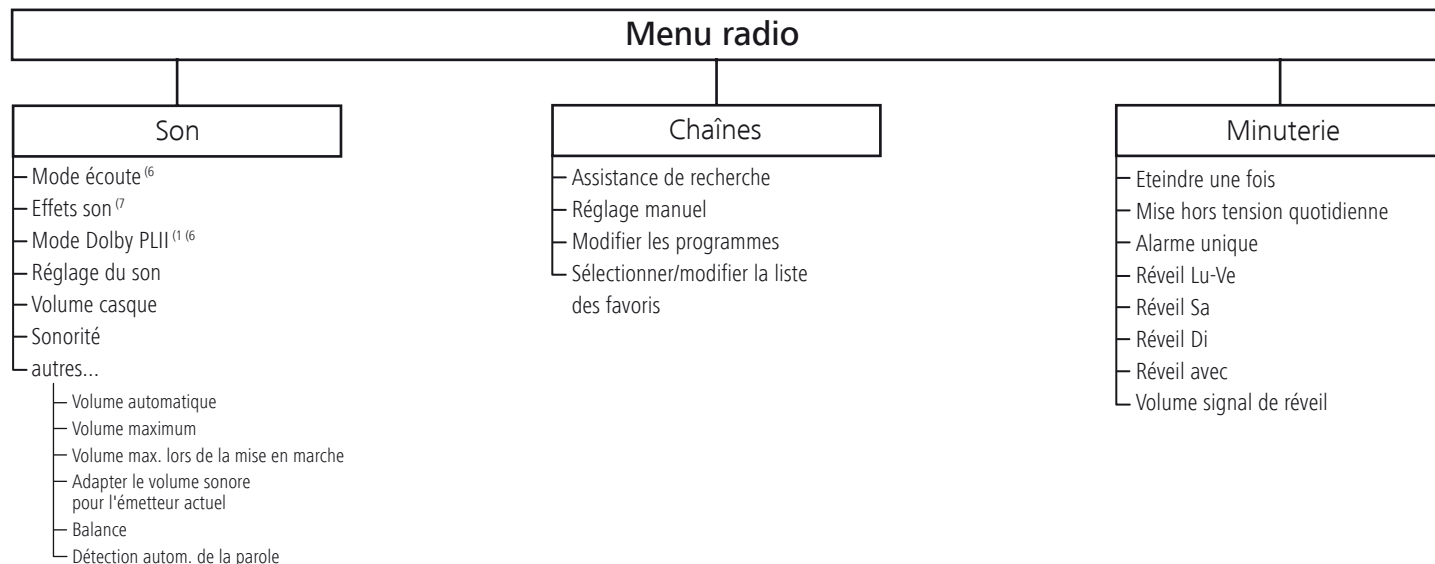 Menu radio
Son
Mode écoute (6
Effets son (7
Mode Dolby PLII (1 (6
Réglage du son
Volume casque
Sonorité
autres...
Volume automatique
Volume maximum
Volume max. lors de la mise en marche
Adapter le volume sonore
pour l'émetteur actuel
Balance
Détection autom. de la parole
Chaînes
Assistance de recherche
Réglage manuel
Modifier les programmes
Sélectionner/modifier la liste
des favoris
Minuterie
Eteindre une fois
Mise hors tension quotidienne
Alarme unique
Réveil Lu-Ve
Réveil Sa
Réveil Di
Réveil avec
Volume signal de réveil